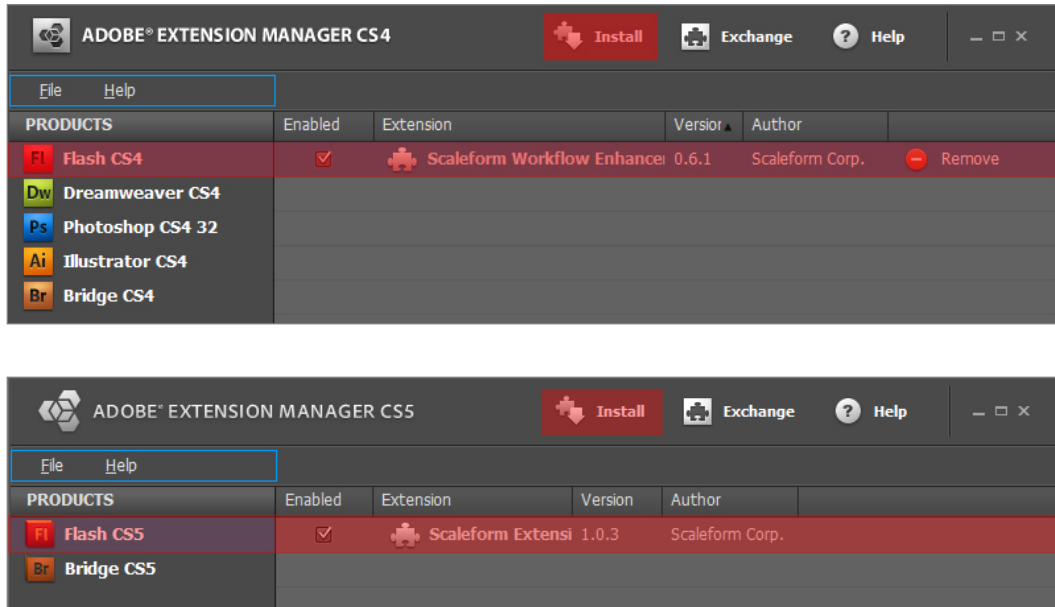 ADOBE® EXTENSION MANAGER CS4 Install Exchange ? Help
File Help
PRODUCTS Enabled Extension Version Author
Fl Flash CS4 Scaleform Workflow Enhancer 0.6.1 Scaleform Corp. Remove
Dw Dreamweaver CS4
Ps Photoshop CS4 32
Ai Illustrator CS4
Br Bridge CS4
ADOBE® EXTENSION MANAGER CS5 Install Exchange ? Help
File Help
PRODUCTS Enabled Extension Version Author
Fl Flash CS5 Scaleform Extensi 1.0.3 Scaleform Corp.
Br Bridge CS5